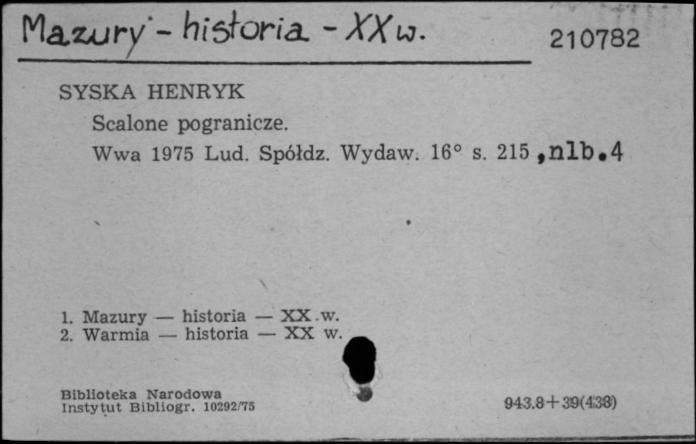 Mazury - historia - XX w.
210782
SYSKA HENRYK
Scalone pogranicze.
Wwa 1975 Lud. Spółdz. Wydaw. 16° s. 215 ,nlb.4
1. Mazury — historia — XX w.
2. Warmia — historia — XX w.
Biblioteka Narodowa
Instytut Bibliogr. 10292/75
943.8+39(438)